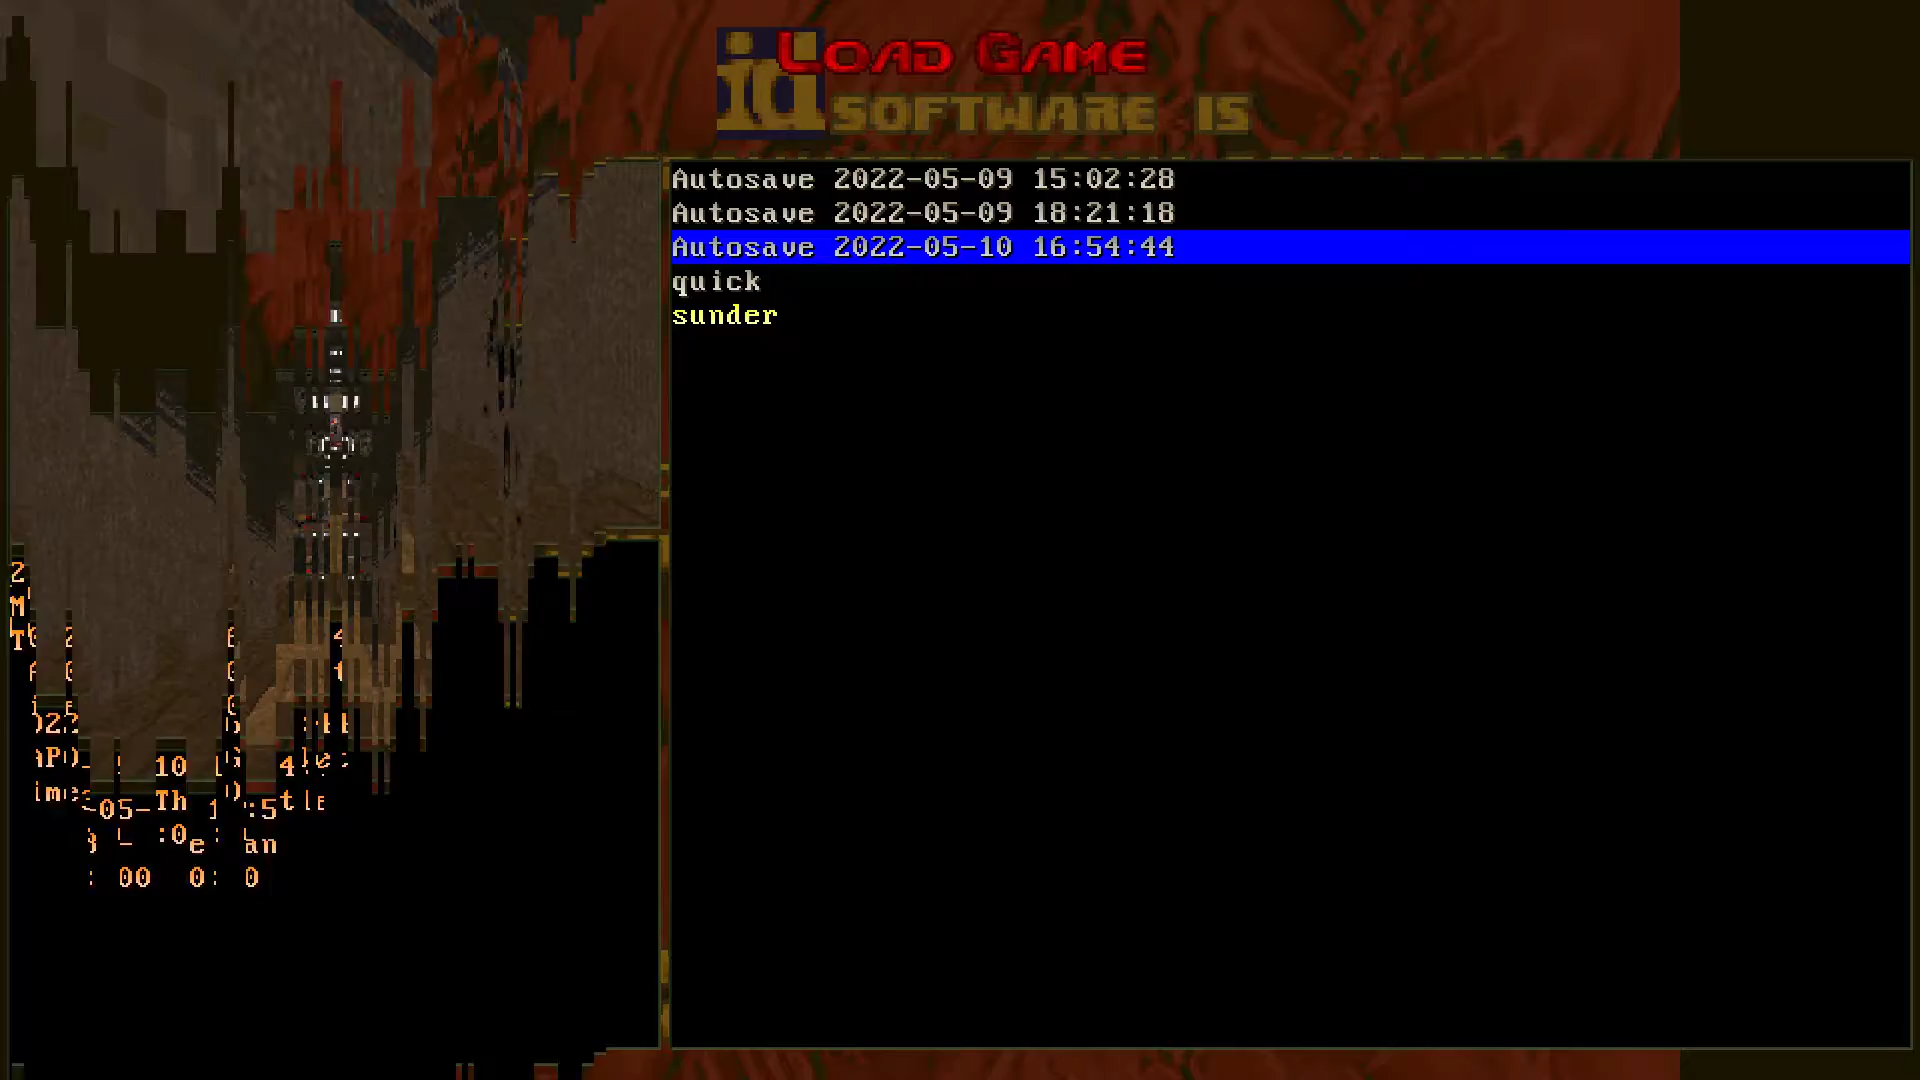 LOAD GAME
id SOFTWARE IS
Autosave 2022-05-09 15:02:28
Autosave 2022-05-09 18:21:18
Autosave 2022-05-10 16:54:44
quick
sunder